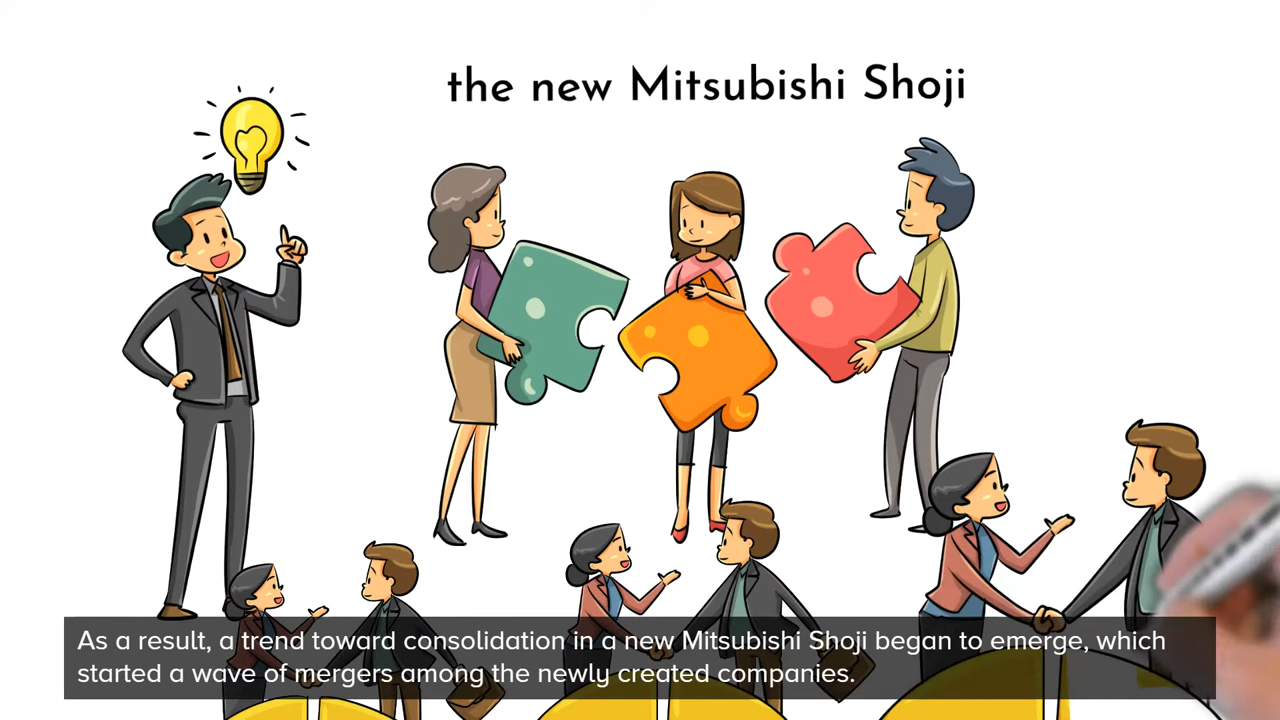 the new Mitsubishi Shoji
As a result, a trend toward consolidation in a new Mitsubishi Shoji began to emerge, which
started a wave of mergers among the newly created companies.